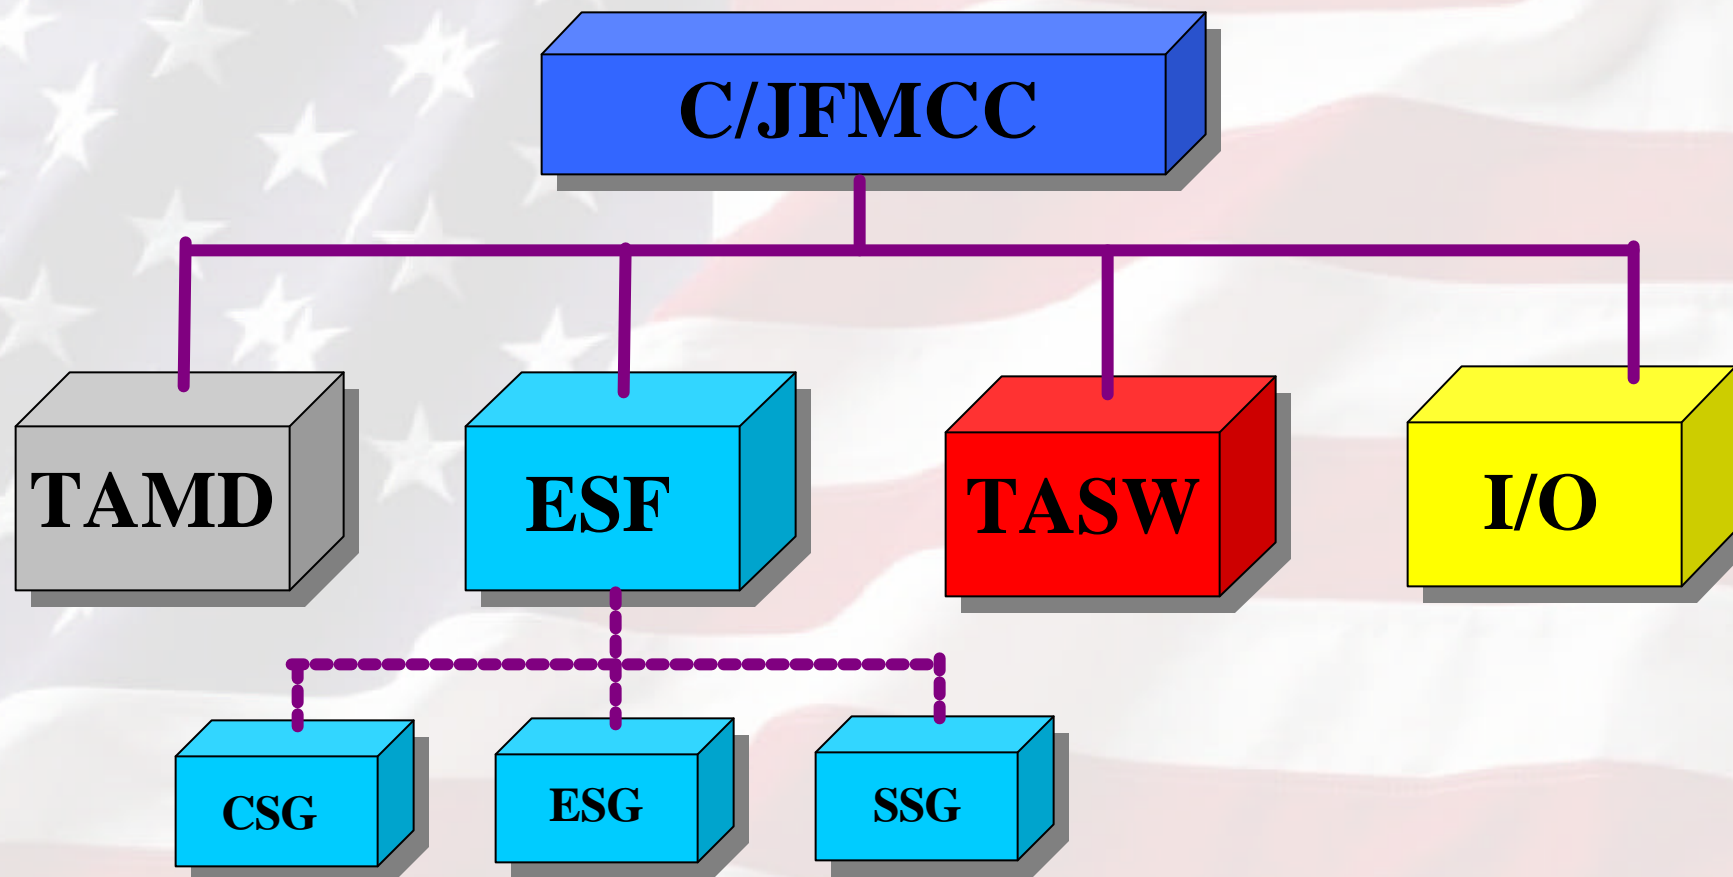 C/JFMCC
TAMD
ESF
TASW
I/O
CSG
ESG
SSG